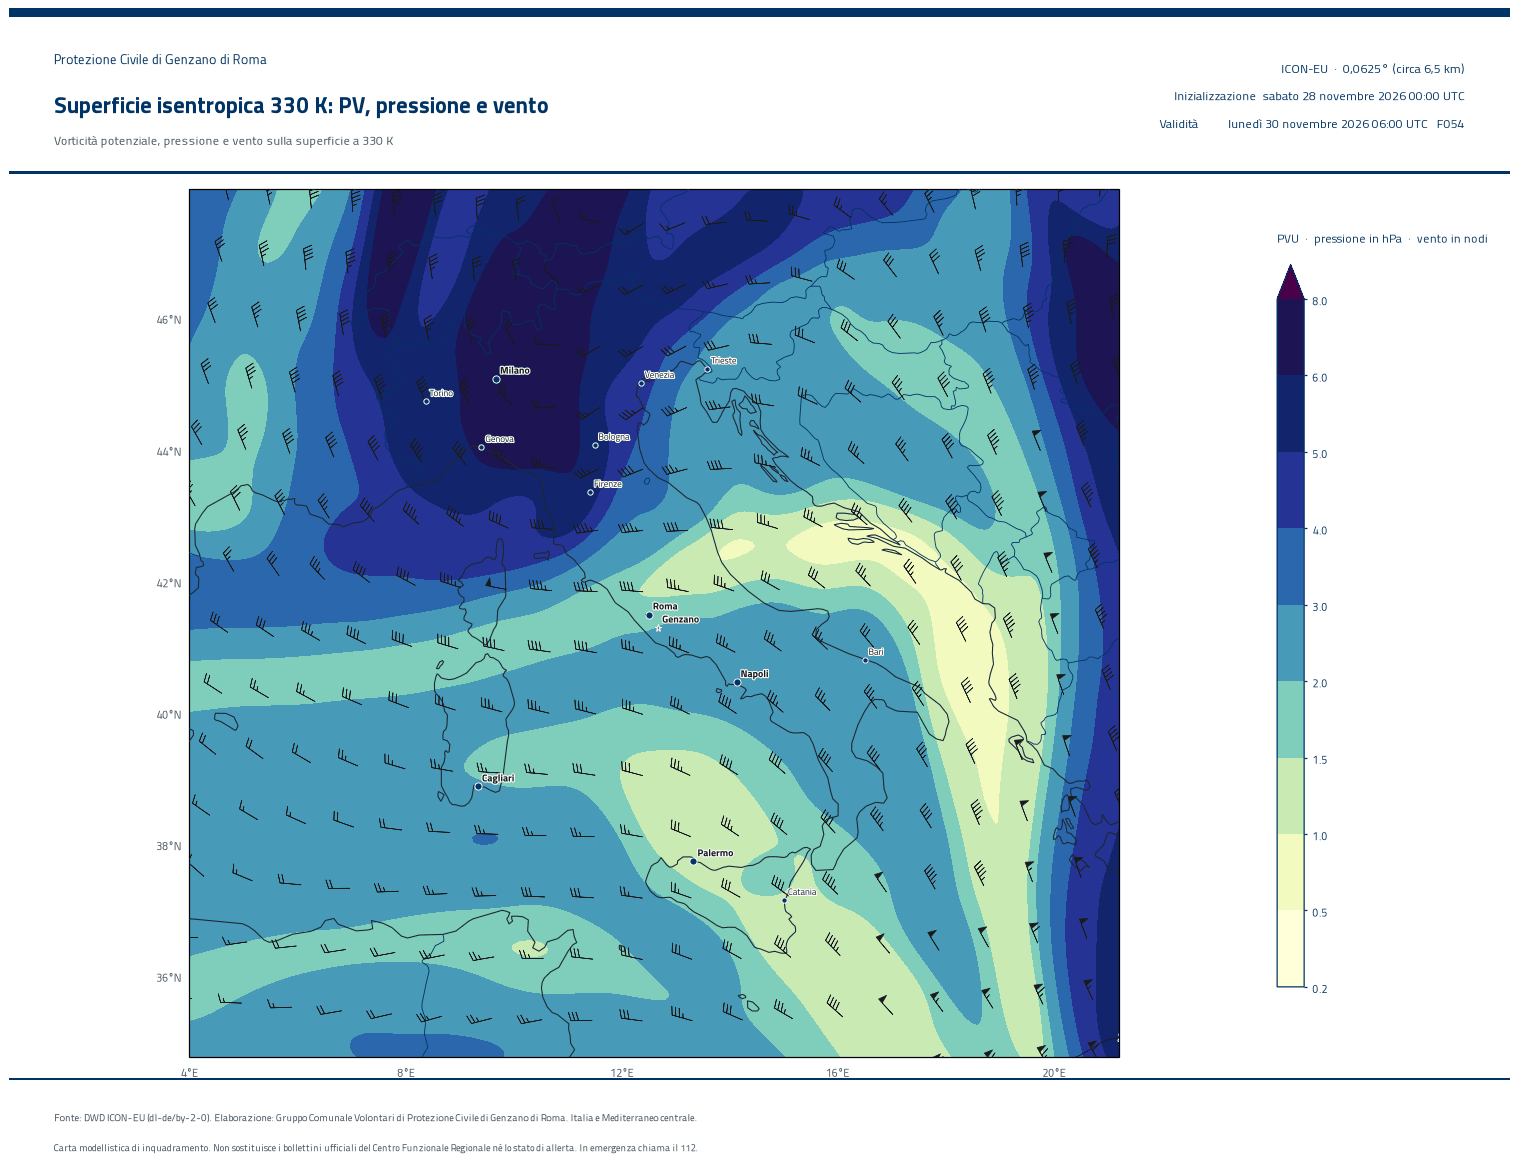 Protezione Civile di Genzano di Roma
Superficie isentropica 330 K: PV, pressione e vento
Vorticità potenziale, pressione e vento sulla superficie a 330 K
ICON-EU · 0,0625° (circa 6,5 km)
Inizializzazione sabato 28 novembre 2026 00:00 UTC
Validità lunedì 30 novembre 2026 06:00 UTC F054
PVU · pressione in hPa · vento in nodi
8.0
6.0
5.0
4.0
3.0
2.0
1.5
1.0
0.5
0.2
46°N
44°N
42°N
40°N
38°N
36°N
4°E
8°E
12°E
16°E
20°E
Trieste
Milano
Venezia
Torino
Genova
Bologna
Firenze
Roma
Genzano
Bari
Napoli
Cagliari
Palermo
Catania
Fonte: DWD ICON-EU (dl-de/by-2-0). Elaborazione: Gruppo Comunale Volontari di Protezione Civile di Genzano di Roma. Italia e Mediterraneo centrale.
Carta modellistica di inquadramento. Non sostituisce i bollettini ufficiali del Centro Funzionale Regionale né lo stato di allerta. In emergenza chiama il 112.